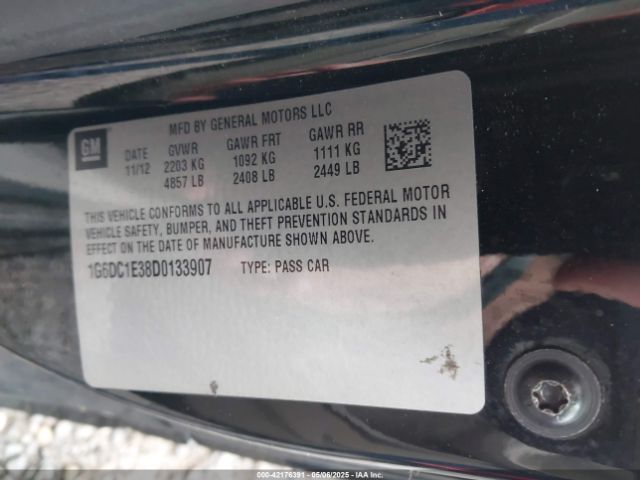 GM
MFD BY GENERAL MOTORS LLC
DATE GVWR GAWR FRT GAWR RR
11/12 2203 KG 1092 KG 1111 KG
4857 LB 2408 LB 2449 LB
THIS VEHICLE CONFORMS TO ALL APPLICABLE U.S. FEDERAL MOTOR
VEHICLE SAFETY, BUMPER, AND THEFT PREVENTION STANDARDS IN
EFFECT ON THE DATE OF MANUFACTURE SHOWN ABOVE.
1G6DC1E38D0133907 TYPE: PASS CAR
000-42176391 - 05/06/2025 - IAA Inc.